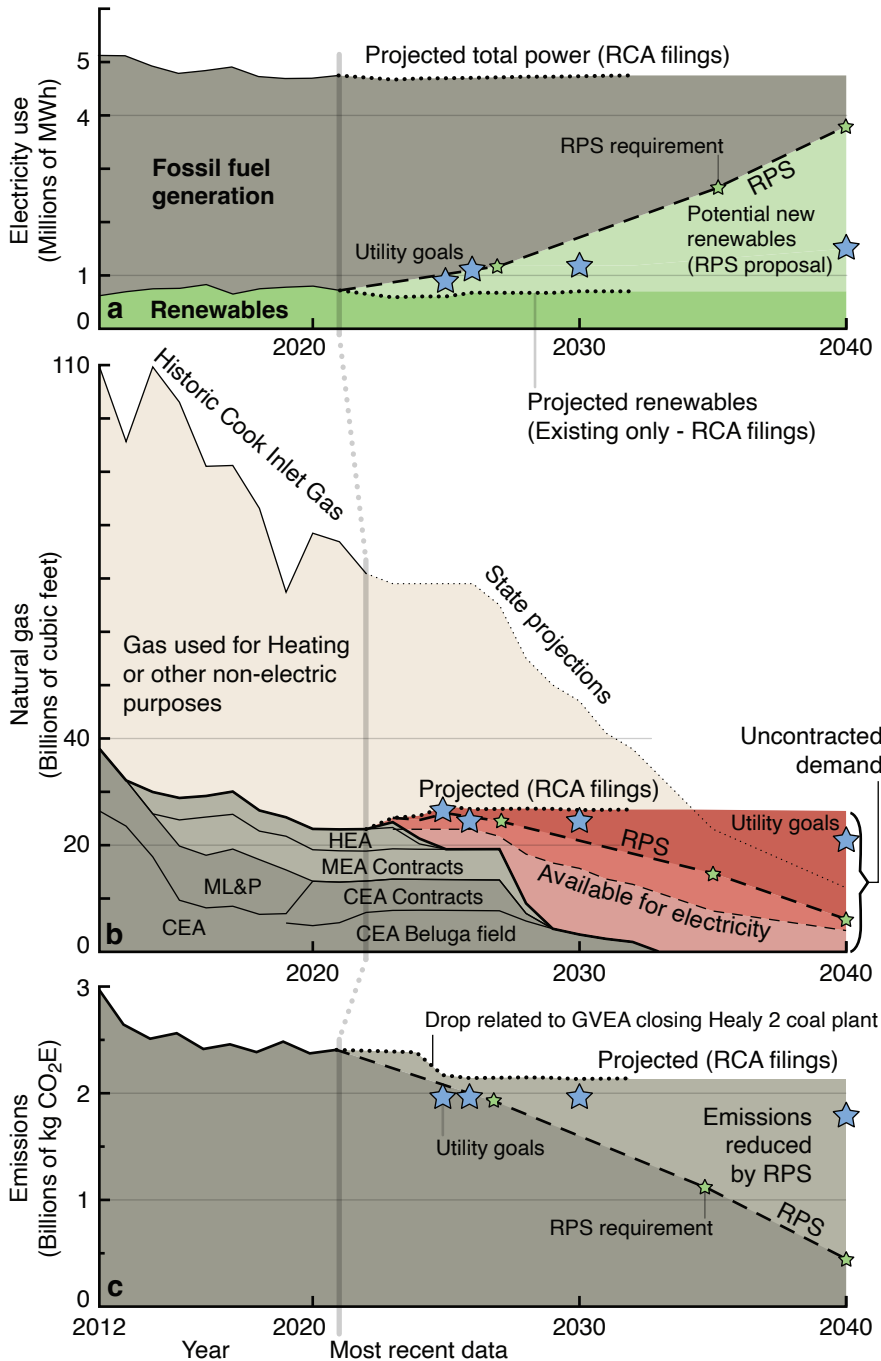 Electricity use
(Millions of MWh)
5
4
1
0
Projected total power (RCA filings)
Fossil fuel
generation
RPS requirement
RPS
Utility goals
Potential new
renewables
(RPS proposal)
a
Renewables
2020
2030
2040
Projected renewables
(Existing only - RCA filings)
Natural gas
(Billions of cubic feet)
110
40
20
0
Historic Cook Inlet Gas
State projections
Gas used for Heating
or other non-electric
purposes
Uncontracted
demand
Projected (RCA filings)
Utility goals
RPS
HEA
MEA Contracts
ML&P
CEA Contracts
Available for electricity
CEA
CEA Beluga field
b
2020
2030
2040
Emissions
(Billions of kg CO2E)
3
2
1
0
Drop related to GVEA closing Healy 2 coal plant
Projected (RCA filings)
Utility goals
Emissions
reduced
by RPS
RPS requirement
RPS
c
2012
2020
2030
2040
Year
Most recent data